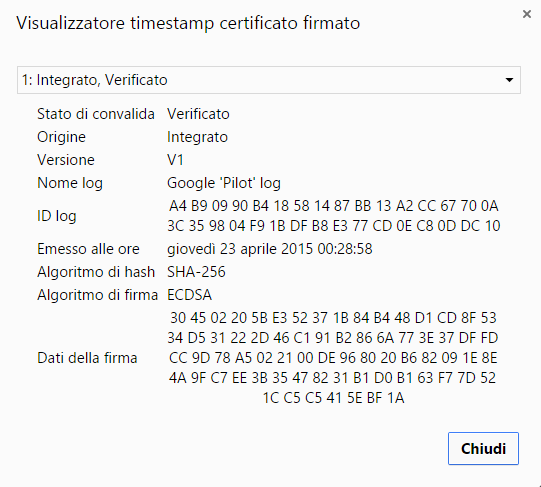 Visualizzatore timestamp certificato firmato
1: Integrato, Verificato
Stato di convalida Verificato
Origine Integrato
Versione V1
Nome log Google 'Pilot' log
ID log A4 B9 09 90 B4 18 58 14 87 BB 13 A2 CC 67 70 0A
3C 35 98 04 F9 1B DF B8 E3 77 CD 0E C8 0D DC 10
Emesso alle ore giovedì 23 aprile 2015 00:28:58
Algoritmo di hash SHA-256
Algoritmo di firma ECDSA
Dati della firma 30 45 02 20 5B E3 52 37 1B 84 B4 48 D1 CD 8F 53
34 D5 31 22 2D 46 C1 91 B2 86 6A 77 3E 37 DF FD
CC 9D 78 A5 02 21 00 DE 96 80 20 B6 82 09 1E 8E
4A 9F C7 EE 3B 35 47 82 31 B1 D0 B1 63 F7 7D 52
1C C5 C5 41 5E BF 1A
Chiudi